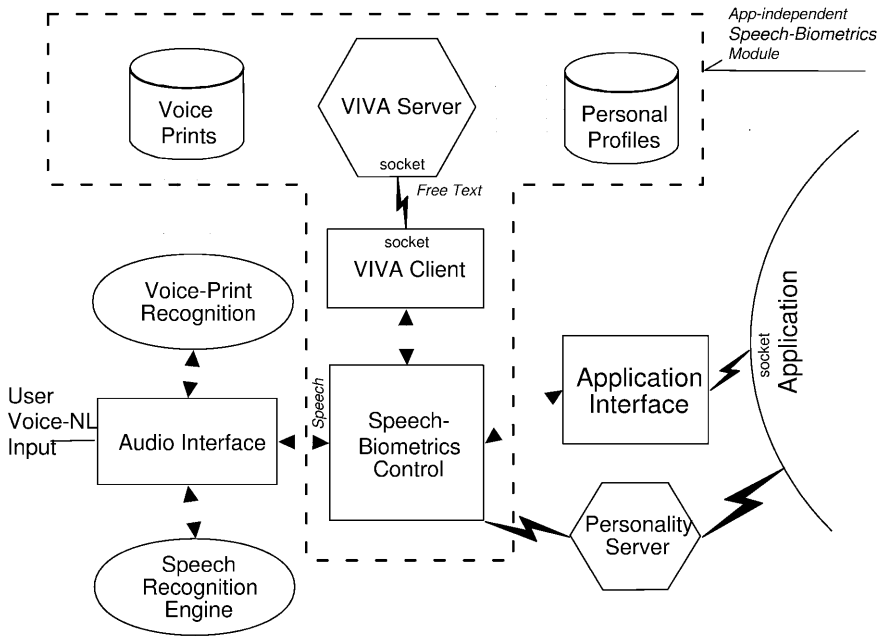 App-independent
Speech-Biometrics
Module
Voice
Prints
VIVA Server
socket
Personal
Profiles
Free Text
socket
VIVA Client
Voice-Print
Recognition
User
Voice-NL
Input
Audio Interface
Speech
Speech-
Biometrics
Control
Application
Interface
socket
Application
Personality
Server
Speech
Recognition
Engine